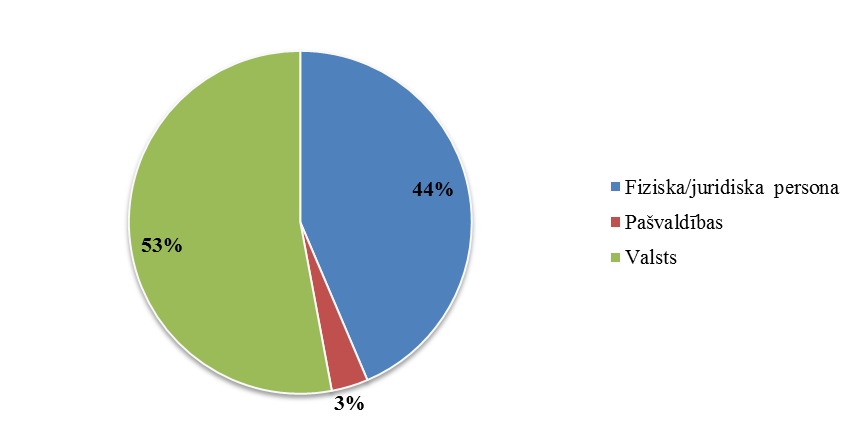 44%
53%
3%
Fiziska/juridiska persona
Pašvaldības
Valsts